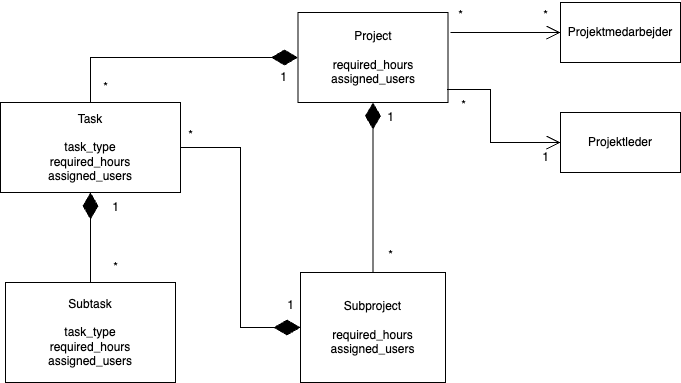 Project
required_hours
assigned_users
*
*
Projektmedarbejder
*
1
Projektleder
1
*
Task
task_type
required_hours
assigned_users
*
1
1
*
*
1
Subtask
task_type
required_hours
assigned_users
Subproject
required_hours
assigned_users